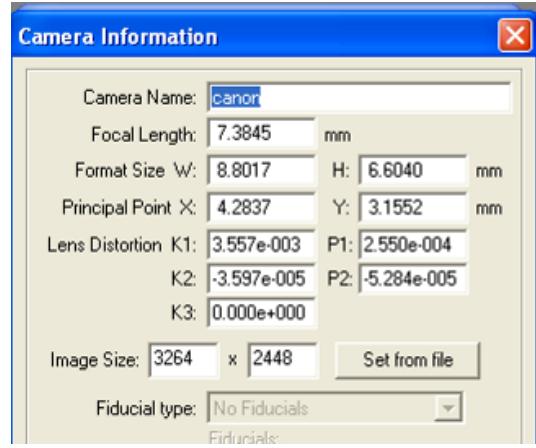 Camera Information
Camera Name: canon
Focal Length: 7.3845 mm
Format Size W: 8.8017 H: 6.6040 mm
Principal Point X: 4.2837 Y: 3.1552 mm
Lens Distortion K1: 3.557e-003 P1: 2.550e-004
K2: -3.597e-005 P2: -5.284e-005
K3: 0.000e+000
Image Size: 3264 x 2448 Set from file
Fiducial type: No Fiducials
Fiducials: